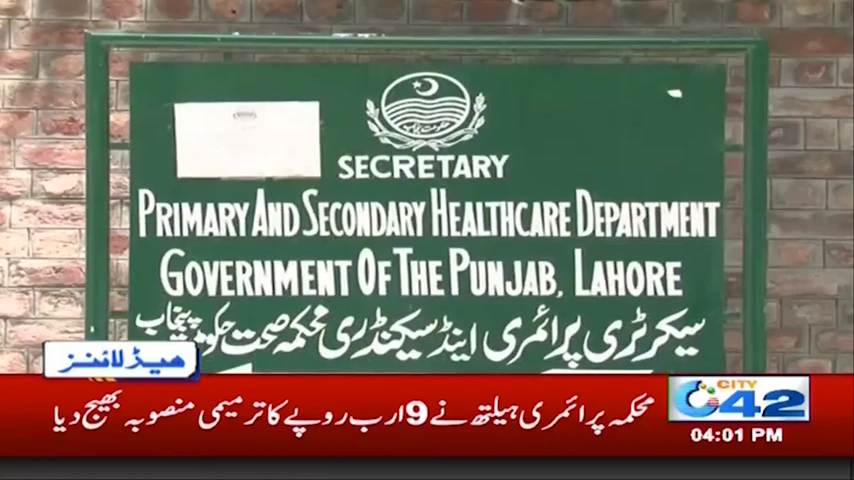 SECRETARY
PRIMARY AND SECONDARY HEALTHCARE DEPARTMENT
GOVERNMENT OF THE PUNJAB, LAHORE
سیکرٹری پرائمری اینڈ سیکنڈری محکمہ صحت حکومت پنجاب
ہیڈلائنز
محکمہ پرائمری ہیلتھ نے 9 ارب روپے کا ترمیمی منصوبہ بھیج دیا
CITY
42
04:01 PM